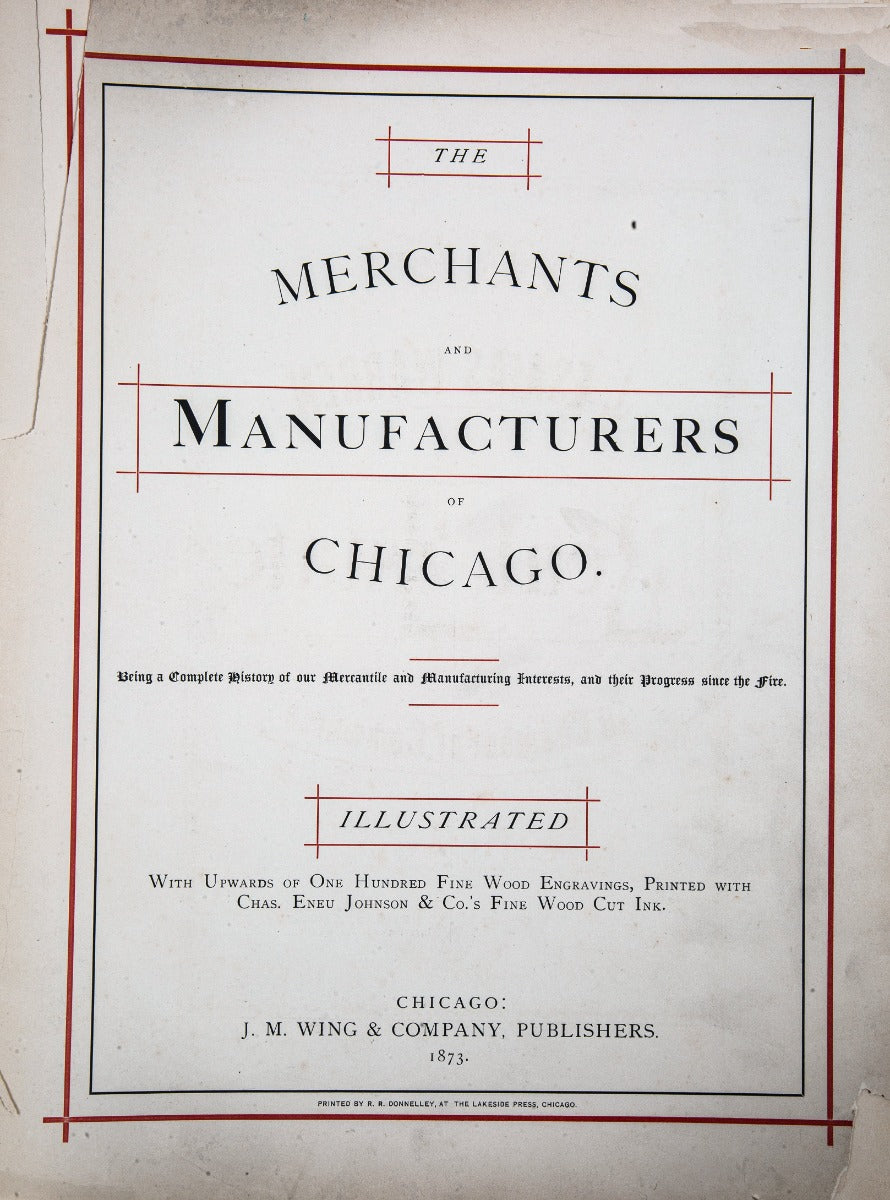 THE
MERCHANTS
AND
MANUFACTURERS
OF
CHICAGO.
Being a Complete History of our Mercantile and Manufacturing Interests, and their Progress since the Fire.
ILLUSTRATED
WITH UPWARDS OF ONE HUNDRED FINE WOOD ENGRAVINGS, PRINTED WITH
CHAS. ENEU JOHNSON & CO.'S FINE WOOD CUT INK.
CHICAGO:
J. M. WING & COMPANY, PUBLISHERS.
1873.
PRINTED BY R. R. DONNELLEY, AT THE LAKESIDE PRESS, CHICAGO.